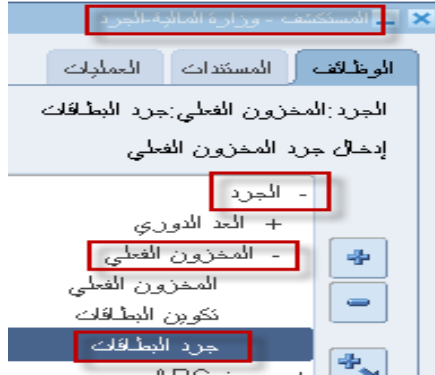 المستكشف - وزارة المالية-الجرد
الوظائف المستندات العمليات
الجرد:المخزون الفعلي:جرد البطاقات
إدخال جرد المخزون الفعلي
- الجرد
+ العد الدوري
- المخزون الفعلي
المخزون الفعلي
تكوين البطاقات
جرد البطاقات